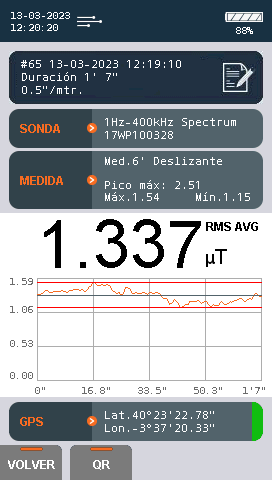 13-03-2023
12:20:20
88%
#65 13-03-2023 12:19:10
Duración 1' 7"
0.5"/mtr.
SONDA
1Hz-400kHz Spectrum
17WP100328
MEDIDA
Med.6' Deslizante
Pico máx: 2.51
Máx.1.54 Mín.1.15
1.337 RMS AVG
µT
1.59
1.06
0.53
0.00
0" 16.8" 33.5" 50.3" 1'7"
GPS
Lat.40°23'22.78"
Lon.-3°37'20.33"
VOLVER QR